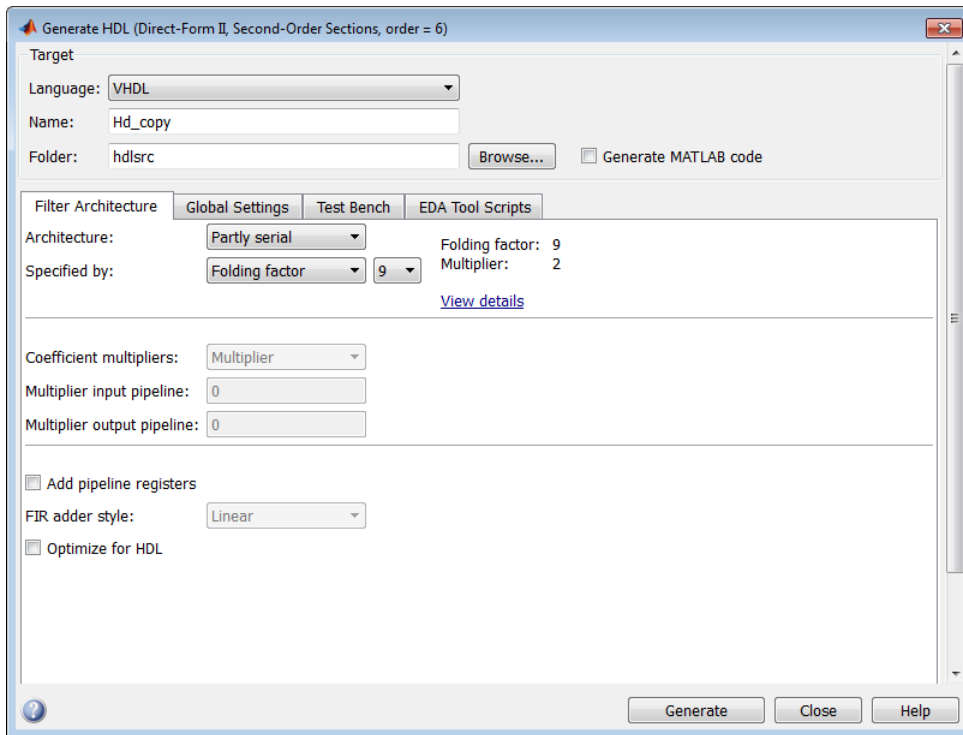 Generate HDL (Direct-Form II, Second-Order Sections, order = 6)
Target
Language: VHDL
Name: Hd_copy
Folder: hdlsrc Browse... Generate MATLAB code
Filter Architecture Global Settings Test Bench EDA Tool Scripts
Architecture: Partly serial Folding factor: 9
Specified by: Folding factor 9 Multiplier: 2
View details
Coefficient multipliers: Multiplier
Multiplier input pipeline: 0
Multiplier output pipeline: 0
Add pipeline registers
FIR adder style: Linear
Optimize for HDL
? Generate Close Help